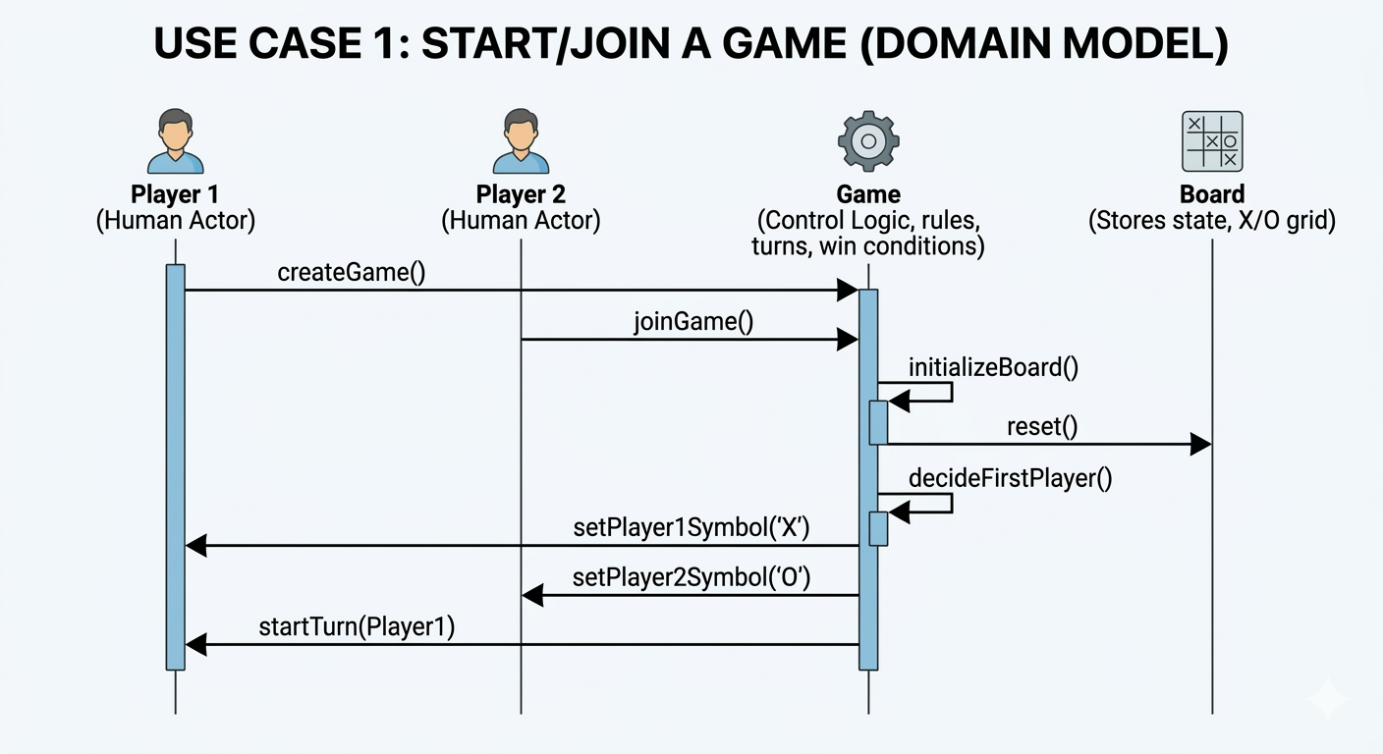 USE CASE 1: START/JOIN A GAME (DOMAIN MODEL)
Player 1
(Human Actor)
Player 2
(Human Actor)
Game
(Control Logic, rules,
turns, win conditions)
Board
(Stores state, X/O grid)
createGame()
joinGame()
initializeBoard()
reset()
decideFirstPlayer()
setPlayer1Symbol(‘X’)
setPlayer2Symbol(‘O’)
startTurn(Player1)